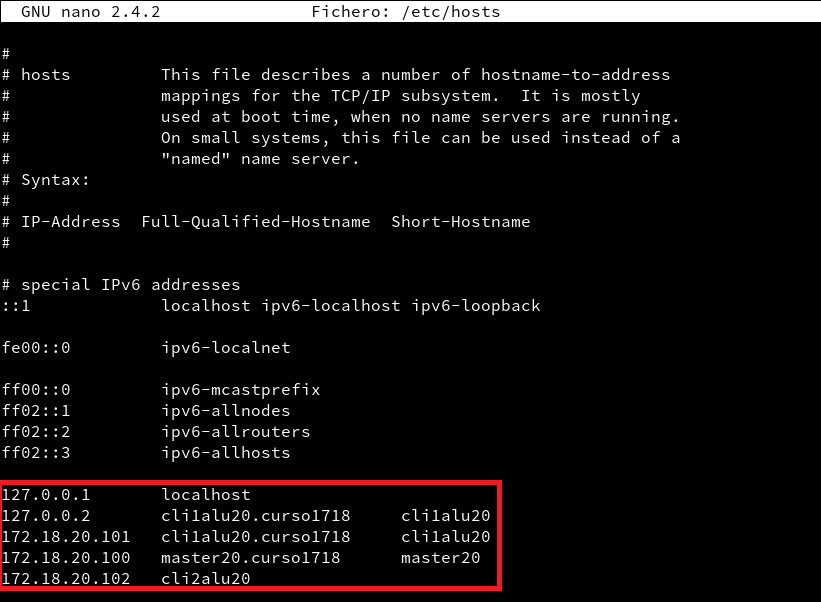 GNU nano 2.4.2 Fichero: /etc/hosts
#
# hosts This file describes a number of hostname-to-address
# mappings for the TCP/IP subsystem. It is mostly
# used at boot time, when no name servers are running.
# On small systems, this file can be used instead of a
# "named" name server.
# Syntax:
#
# IP-Address Full-Qualified-Hostname Short-Hostname
#
# special IPv6 addresses
::1 localhost ipv6-localhost ipv6-loopback
fe00::0 ipv6-localnet
ff00::0 ipv6-mcastprefix
ff02::1 ipv6-allnodes
ff02::2 ipv6-allrouters
ff02::3 ipv6-allhosts
127.0.0.1 localhost
127.0.0.2 cli1alu20.curso1718 cli1alu20
172.18.20.101 cli1alu20.curso1718 cli1alu20
172.18.20.100 master20.curso1718 master20
172.18.20.102 cli2alu20